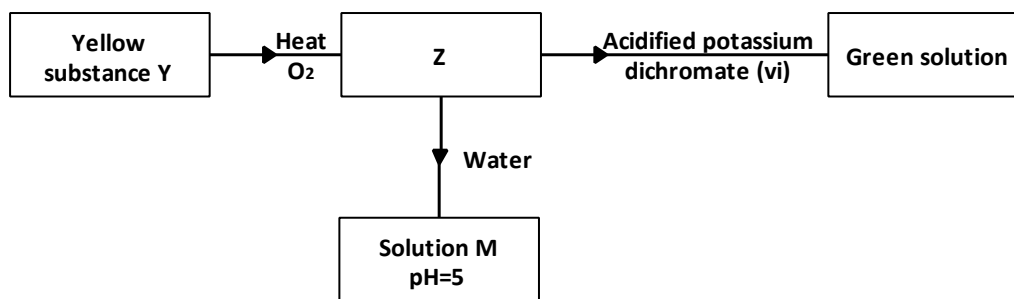 Yellow
substance Y
Heat
O2
Z
Acidified potassium
dichromate (vi)
Green solution
Water
Solution M
pH=5